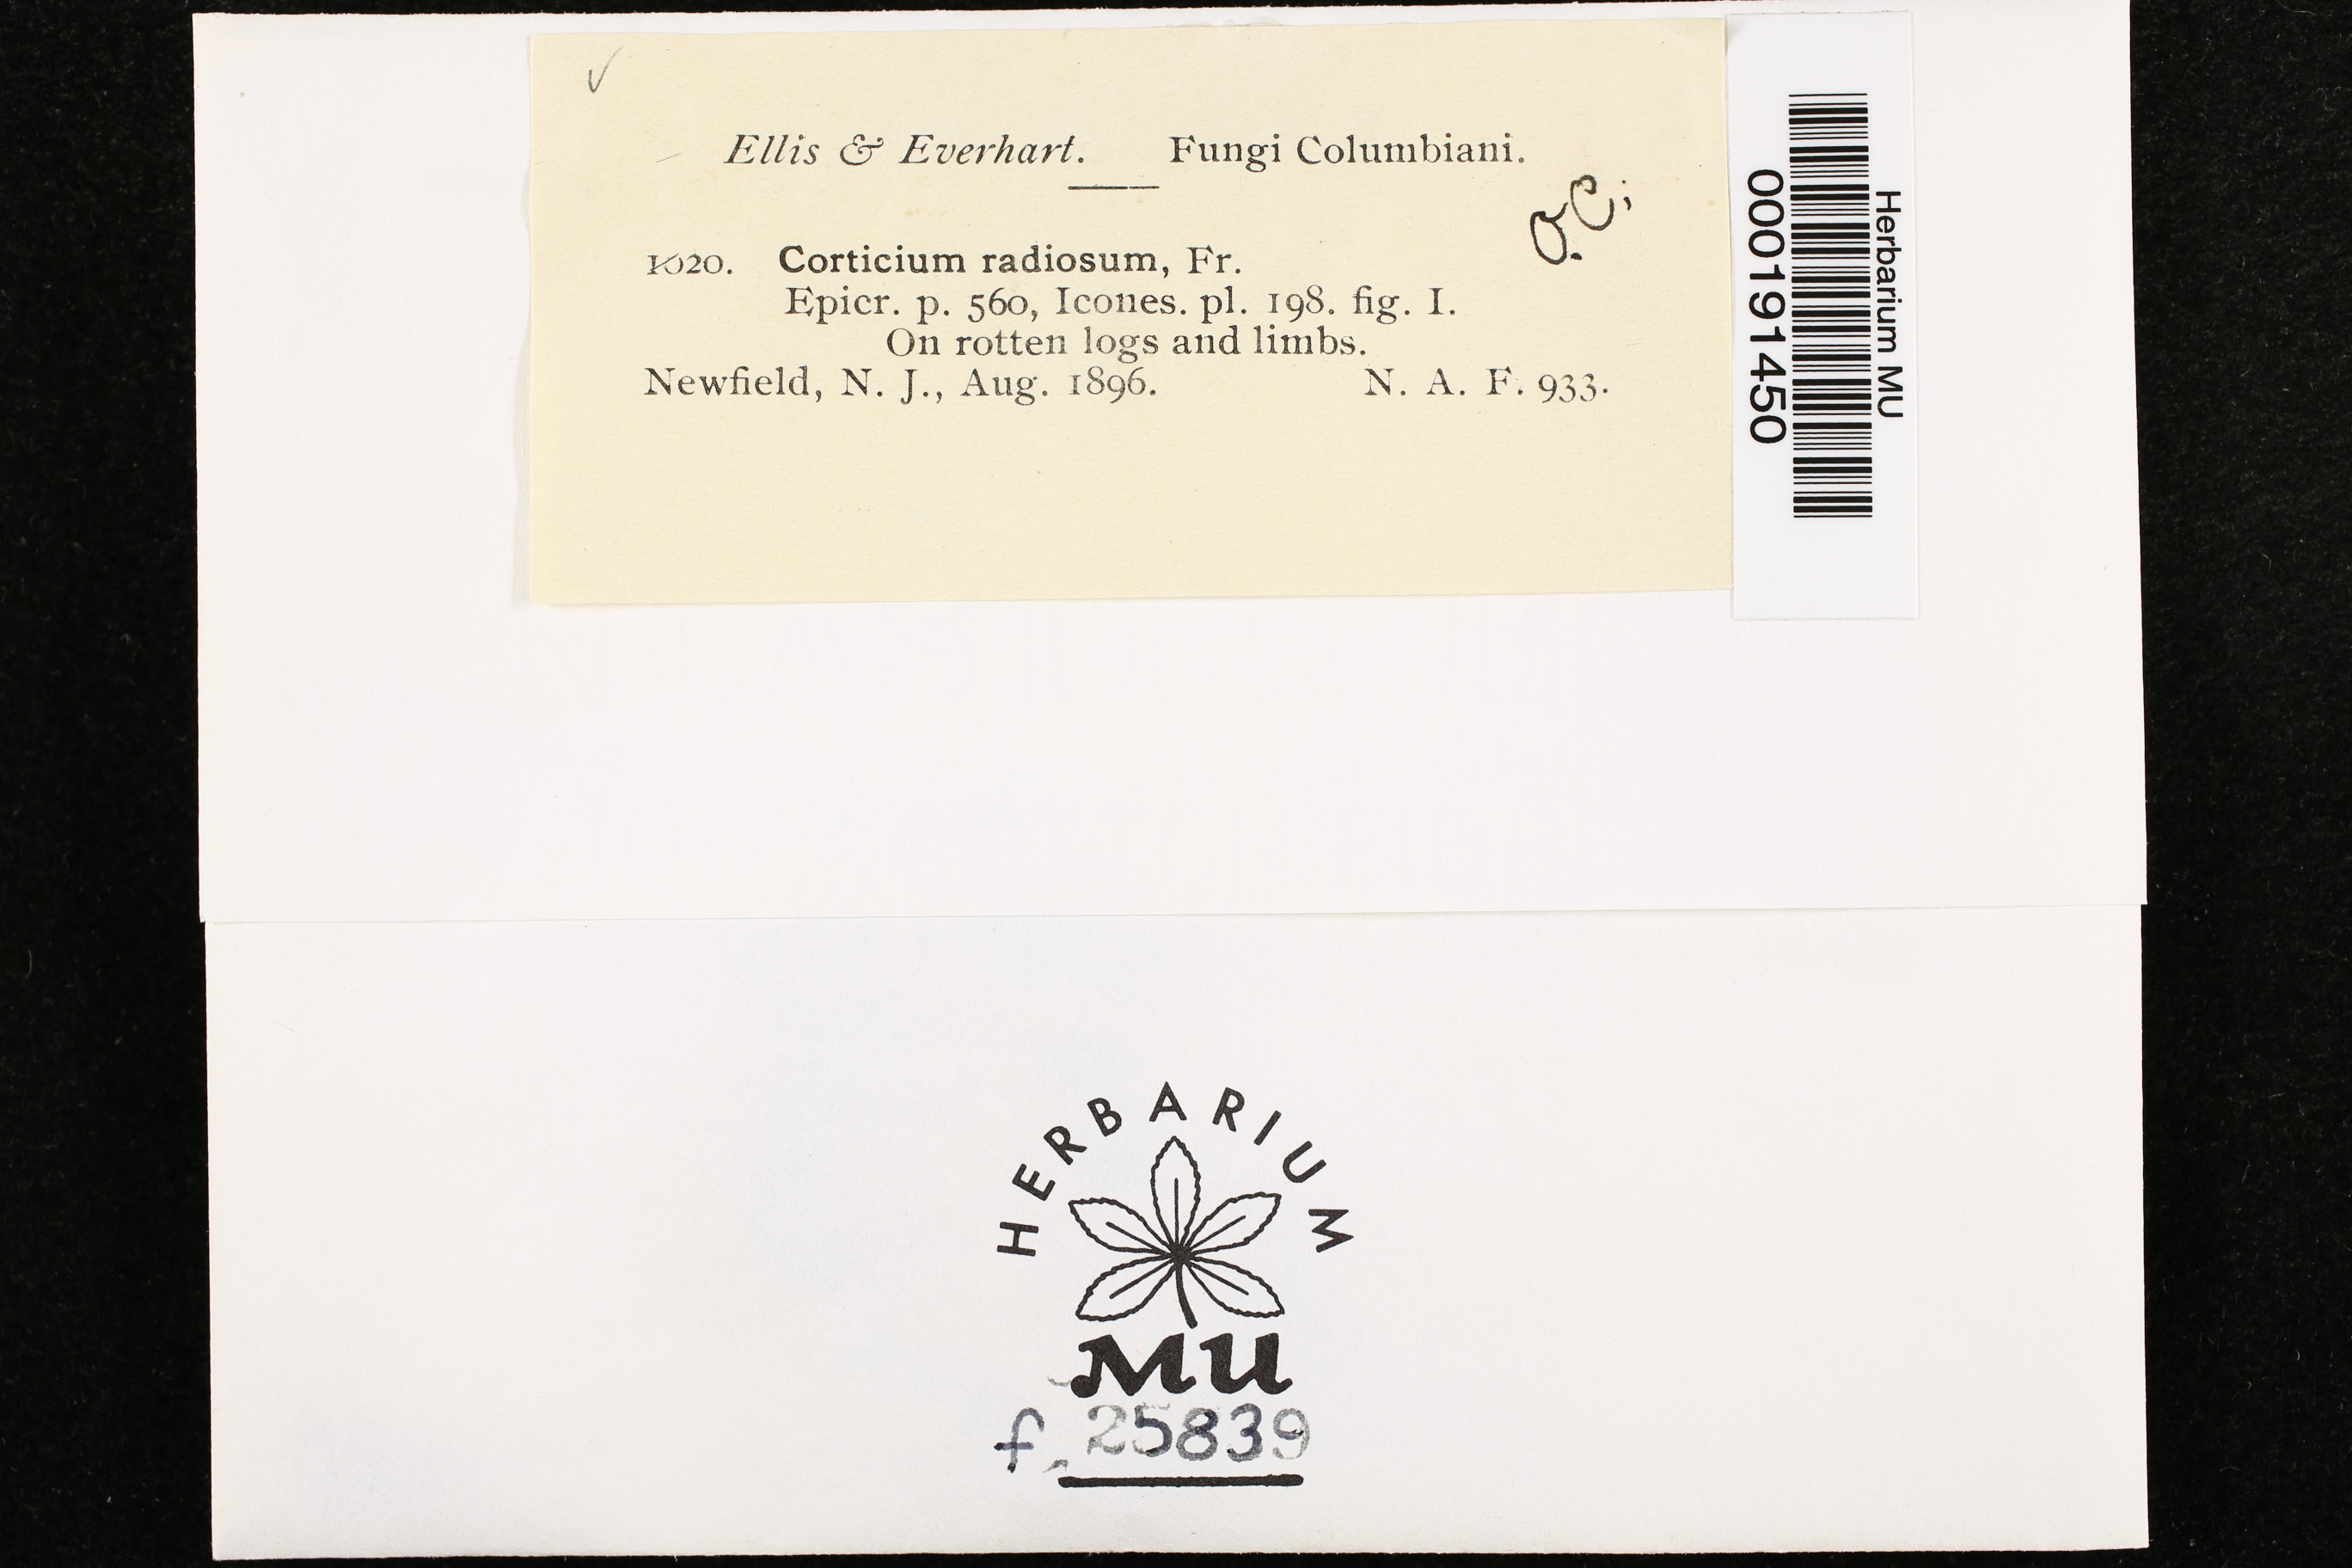 Ellis & Everhart. Fungi Columbiani.
O.C.
1020. Corticium radiosum, Fr.
Epicr. p. 560, Icones. pl. 198. fig. I.
On rotten logs and limbs.
Newfield, N. J., Aug. 1896. N. A. F. 933.
Herbarium MU
000191450
HERBARIUM
MU
f. 25839